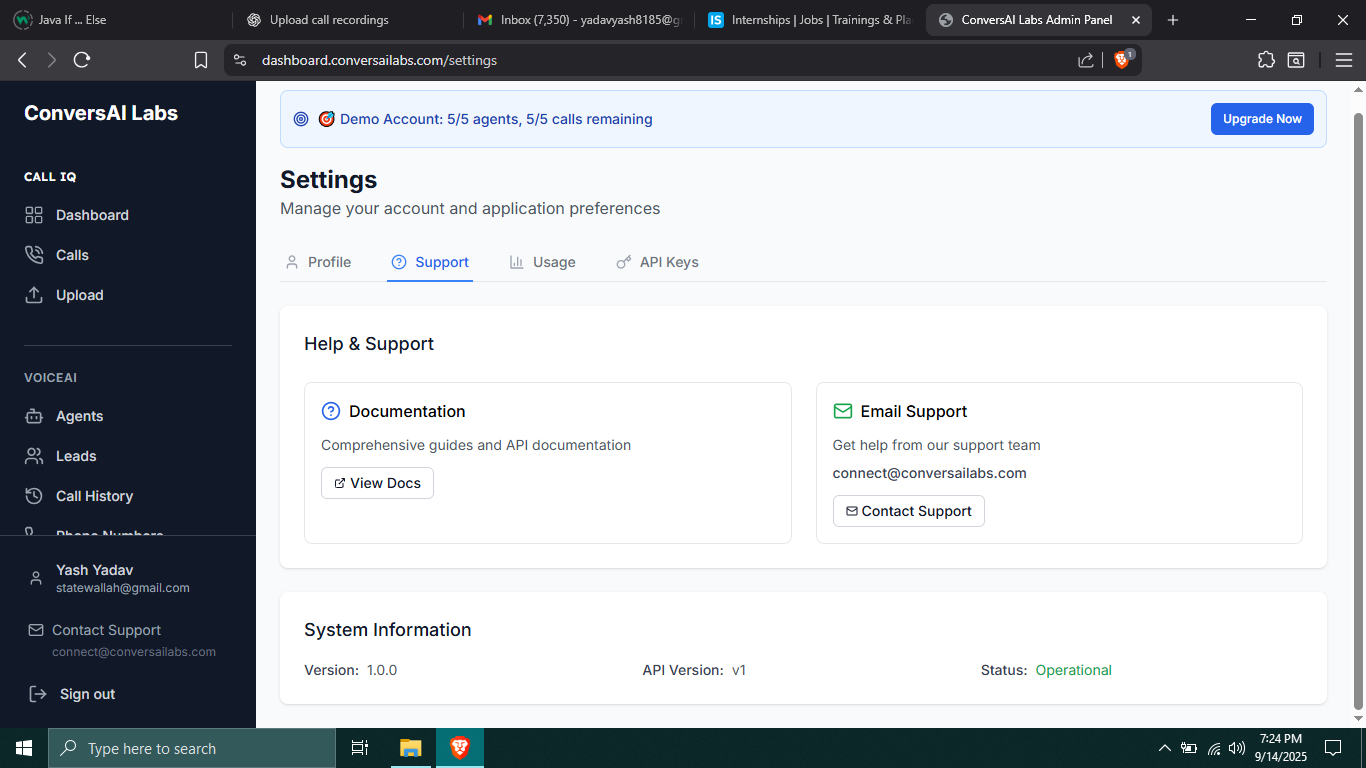 Java If ... Else
Upload call recordings
Inbox (7,350) - yadavyash8185@g
Internships | Jobs | Trainings & Pla
ConversAI Labs Admin Panel
dashboard.conversailabs.com/settings
1
ConversAI Labs
CALL IQ
Dashboard
Calls
Upload
VOICEAI
Agents
Leads
Call History
Phone Numbers
Yash Yadav
statewallah@gmail.com
Contact Support
connect@conversailabs.com
Sign out
Demo Account: 5/5 agents, 5/5 calls remaining
Upgrade Now
Settings
Manage your account and application preferences
Profile
Support
Usage
API Keys
Help & Support
Documentation
Comprehensive guides and API documentation
View Docs
Email Support
Get help from our support team
connect@conversailabs.com
Contact Support
System Information
Version: 1.0.0
API Version: v1
Status: Operational
Type here to search
7:24 PM
9/14/2025